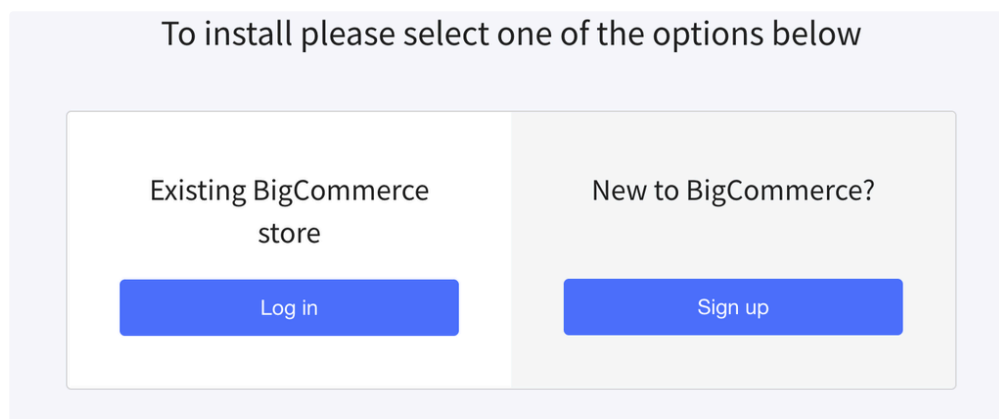 To install please select one of the options below
Existing BigCommerce
store
Log in
New to BigCommerce?
Sign up